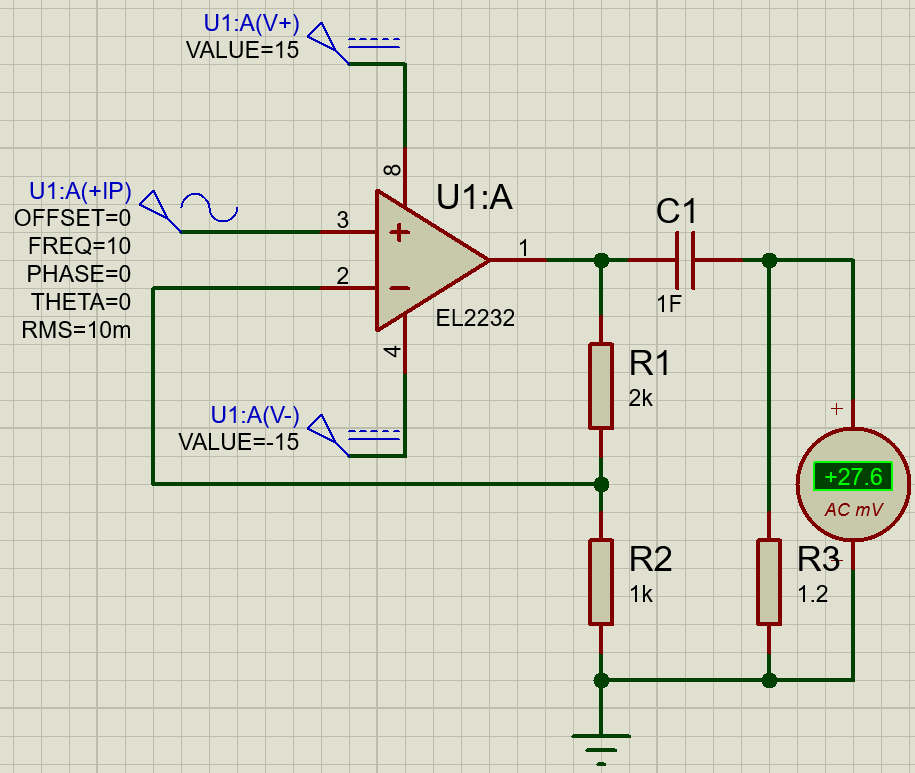 U1:A(V+)
VALUE=15
8
U1:A(+IP)
OFFSET=0
FREQ=10
PHASE=0
THETA=0
RMS=10m
3
2
+
−
U1:A
EL2232
1
4
U1:A(V-)
VALUE=-15
C1
1F
R1
2k
R2
1k
R3
1.2
+
+27.6
AC mV
−